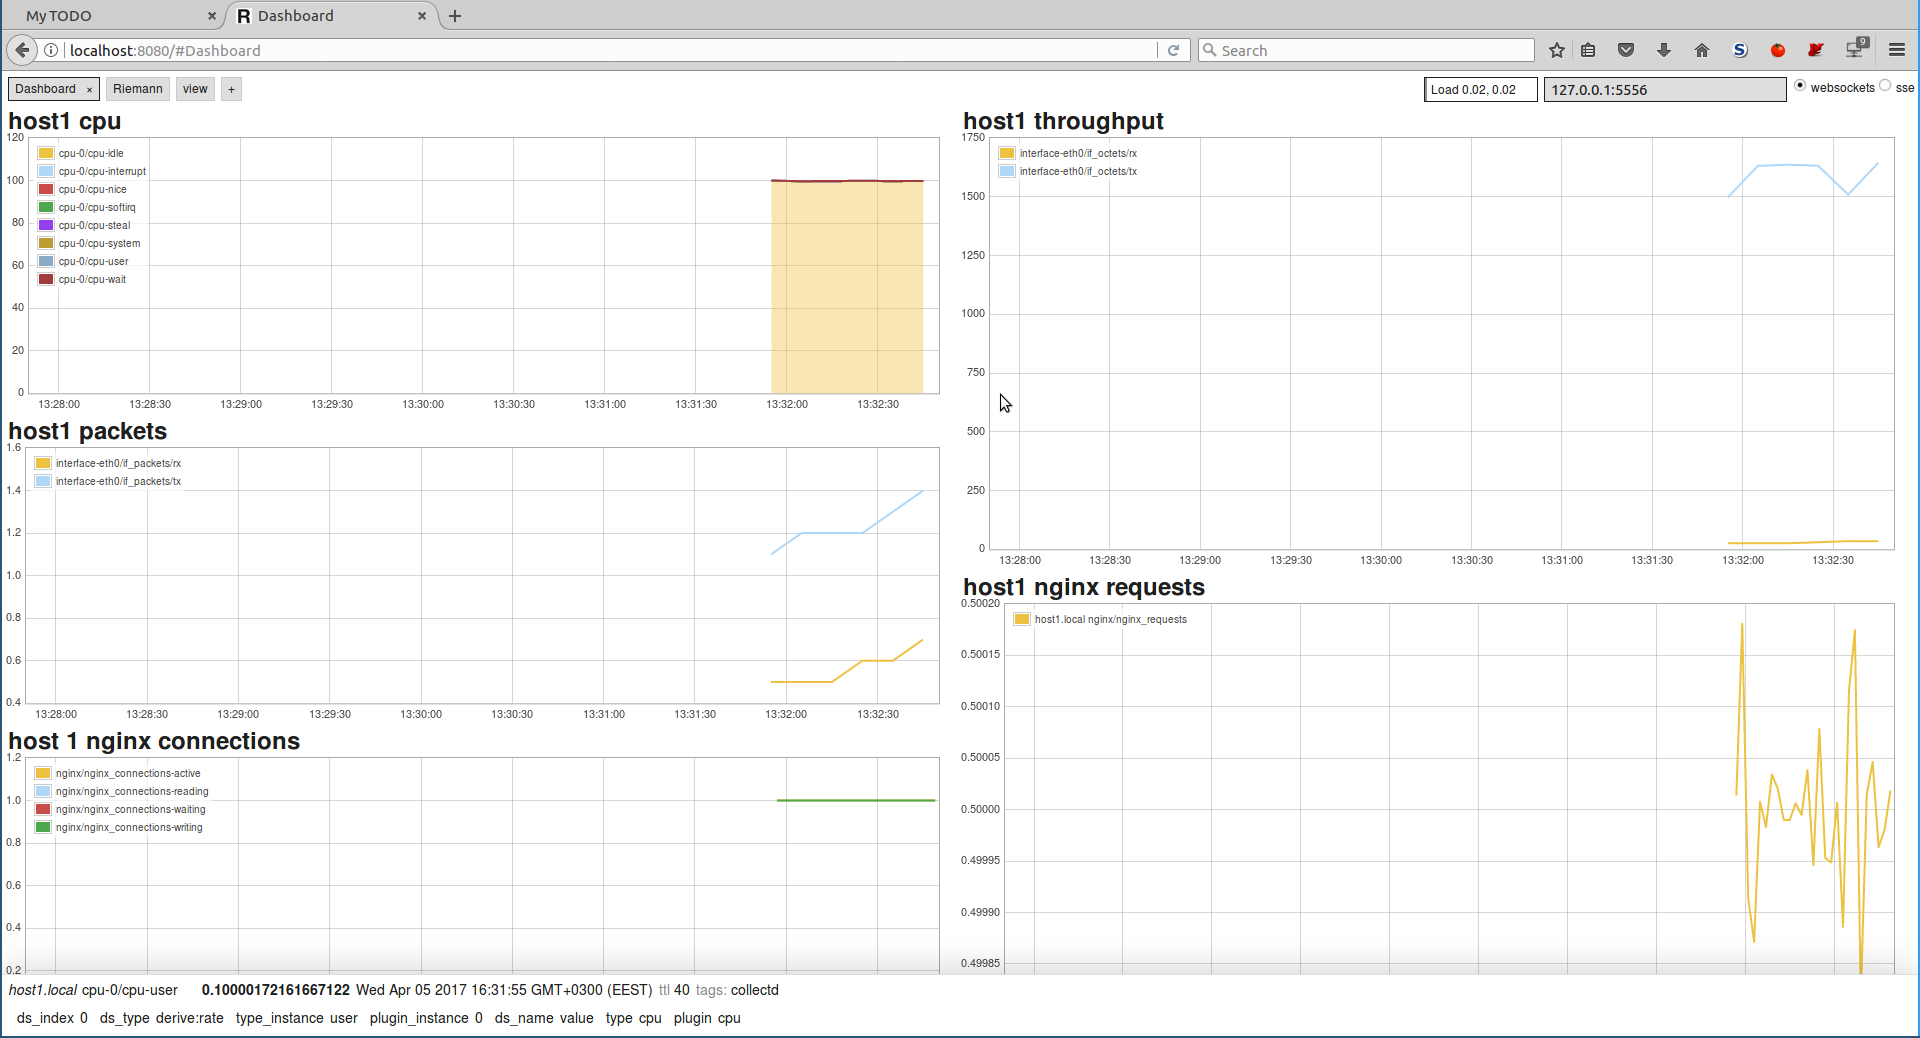 My TODO × R Dashboard × +
localhost:8080/#Dashboard Search 9
Dashboard × Riemann view + Load 0.02, 0.02 127.0.0.1:5556 websockets sse
host1 cpu
120
100
80
60
40
20
0
cpu-0/cpu-idle
cpu-0/cpu-interrupt
cpu-0/cpu-nice
cpu-0/cpu-softirq
cpu-0/cpu-steal
cpu-0/cpu-system
cpu-0/cpu-user
cpu-0/cpu-wait
13:28:00 13:28:30 13:29:00 13:29:30 13:30:00 13:30:30 13:31:00 13:31:30 13:32:00 13:32:30
host1 packets
1.6
1.4
1.2
1.0
0.8
0.6
0.4
interface-eth0/if_packets/rx
interface-eth0/if_packets/tx
13:28:00 13:28:30 13:29:00 13:29:30 13:30:00 13:30:30 13:31:00 13:31:30 13:32:00 13:32:30
host 1 nginx connections
1.2
1.0
0.8
0.6
0.4
0.2
nginx/nginx_connections-active
nginx/nginx_connections-reading
nginx/nginx_connections-waiting
nginx/nginx_connections-writing
host1 throughput
1750
1500
1250
1000
750
500
250
0
interface-eth0/if_octets/rx
interface-eth0/if_octets/tx
13:28:00 13:28:30 13:29:00 13:29:30 13:30:00 13:30:30 13:31:00 13:31:30 13:32:00 13:32:30
host1 nginx requests
0.50020
0.50015
0.50010
0.50005
0.50000
0.49995
0.49990
0.49985
host1.local nginx/nginx_requests
host1.local cpu-0/cpu-user 0.10000172161667122 Wed Apr 05 2017 16:31:55 GMT+0300 (EEST) ttl 40 tags: collectd
ds_index 0 ds_type derive:rate type_instance user plugin_instance 0 ds_name value type cpu plugin cpu